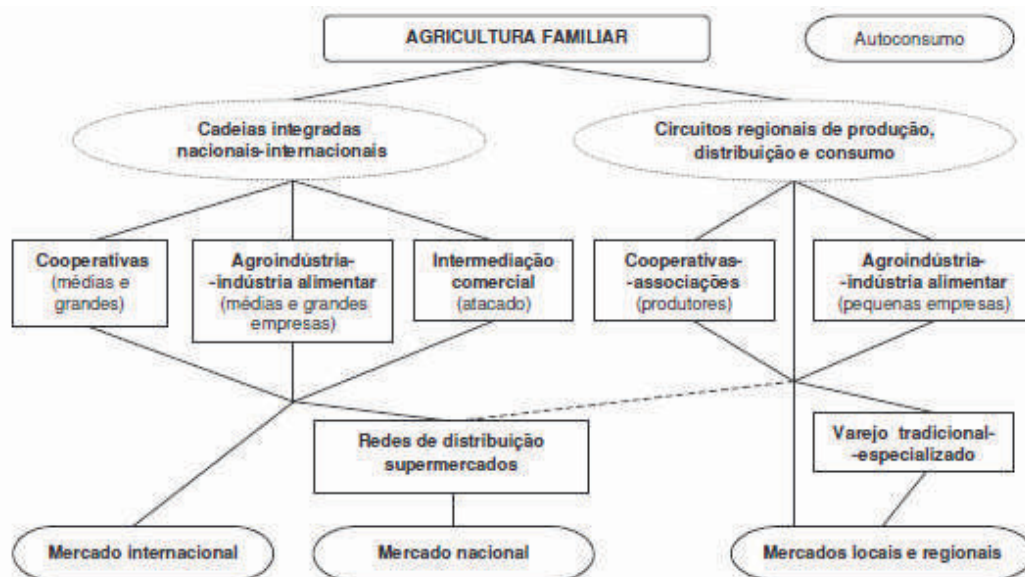 AGRICULTURA FAMILIAR
Autoconsumo
Cadeias integradas
nacionais-internacionais
Circuitos regionais de produção,
distribuição e consumo
Cooperativas
(médias e
grandes)
Agroindústria-
-indústria alimentar
(médias e grandes
empresas)
Intermediação
comercial
(atacado)
Cooperativas-
-associações
(produtores)
Agroindústria-
-indústria alimentar
(pequenas empresas)
Redes de distribuição
supermercados
Varejo tradicional-
-especializado
Mercado internacional
Mercado nacional
Mercados locais e regionais